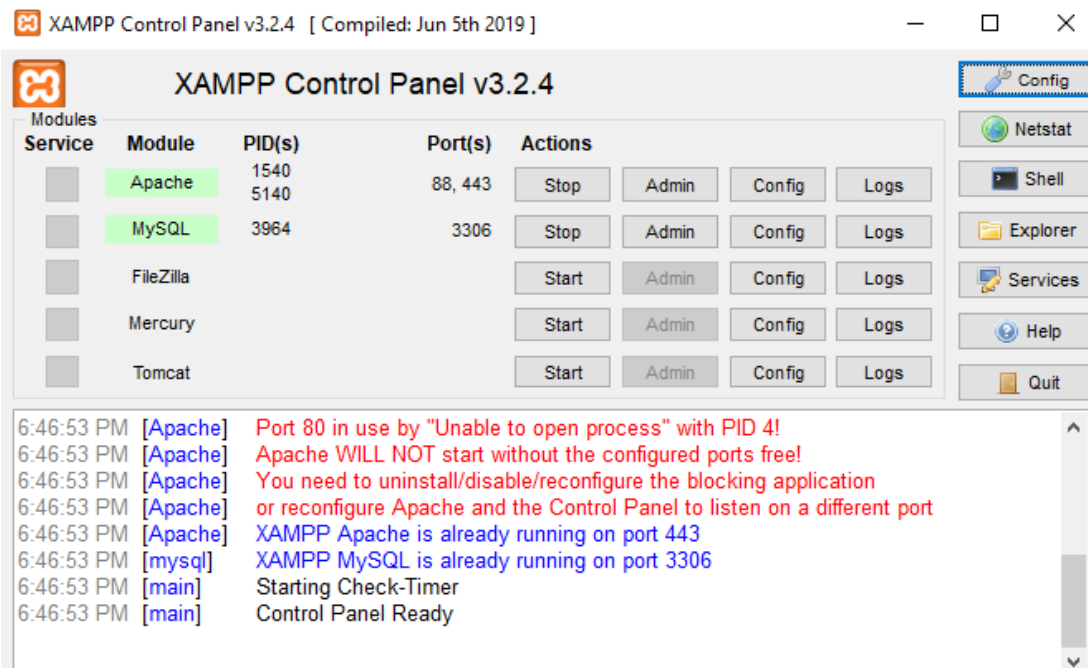 XAMPP Control Panel v3.2.4 [ Compiled: Jun 5th 2019 ]
XAMPP Control Panel v3.2.4
Config
Modules
Service Module PID(s) Port(s) Actions
Netstat
Apache 1540 5140 88, 443 Stop Admin Config Logs
Shell
MySQL 3964 3306 Stop Admin Config Logs
Explorer
FileZilla Start Admin Config Logs
Services
Mercury Start Admin Config Logs
Help
Tomcat Start Admin Config Logs
Quit
6:46:53 PM [Apache] Port 80 in use by "Unable to open process" with PID 4!
6:46:53 PM [Apache] Apache WILL NOT start without the configured ports free!
6:46:53 PM [Apache] You need to uninstall/disable/reconfigure the blocking application
6:46:53 PM [Apache] or reconfigure Apache and the Control Panel to listen on a different port
6:46:53 PM [Apache] XAMPP Apache is already running on port 443
6:46:53 PM [mysql] XAMPP MySQL is already running on port 3306
6:46:53 PM [main] Starting Check-Timer
6:46:53 PM [main] Control Panel Ready